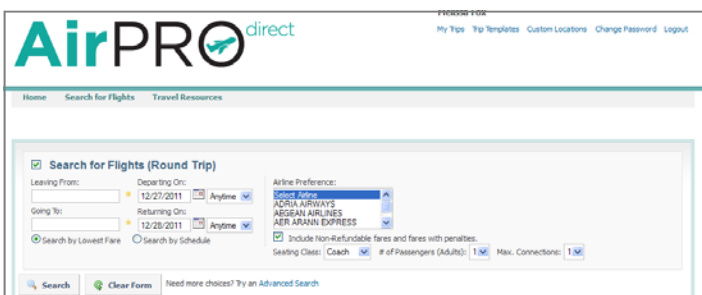 AirPRO direct
My Trips Trip Templates Custom Locations Change Password Logout
Home Search for Flights Travel Resources
Search for Flights (Round Trip)
Leaving From: Departing On: Airline Preference:
12/27/2011 Anytime Select Airline
ADRIA AIRWAYS
Going To: Returning On: AEGEAN AIRLINES
12/28/2011 Anytime AER ARANN EXPRESS
Search by Lowest Fare Search by Schedule Include Non-Refundable fares and fares with penalties.
Seating Class: Coach # of Passengers (Adults): 1 Max. Connections: 1
Search Clear Form Need more choices? Try an Advanced Search